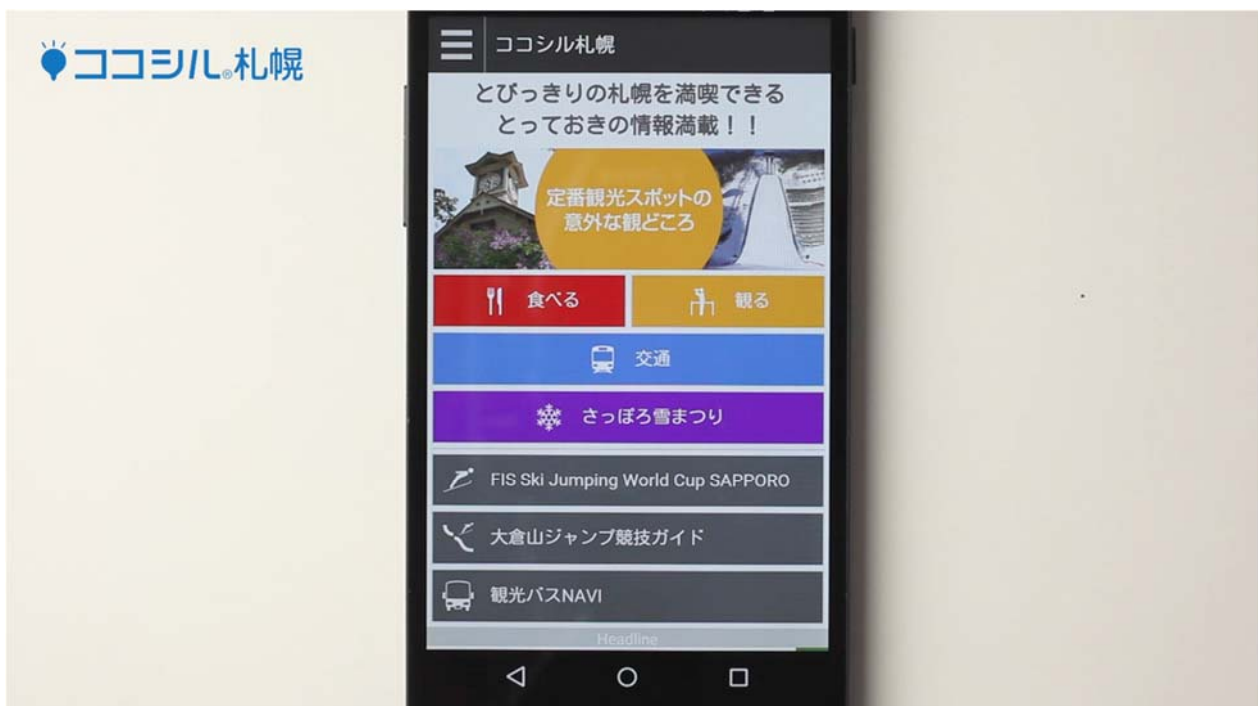 ココシル®札幌
ココシル札幌
とびっきりの札幌を満喫できる
とっておきの情報満載！！
定番観光スポットの
意外な観どころ
食べる
観る
交通
さっぽろ雪まつり
FIS Ski Jumping World Cup SAPPORO
大倉山ジャンプ競技ガイド
観光バスNAVI
Headline